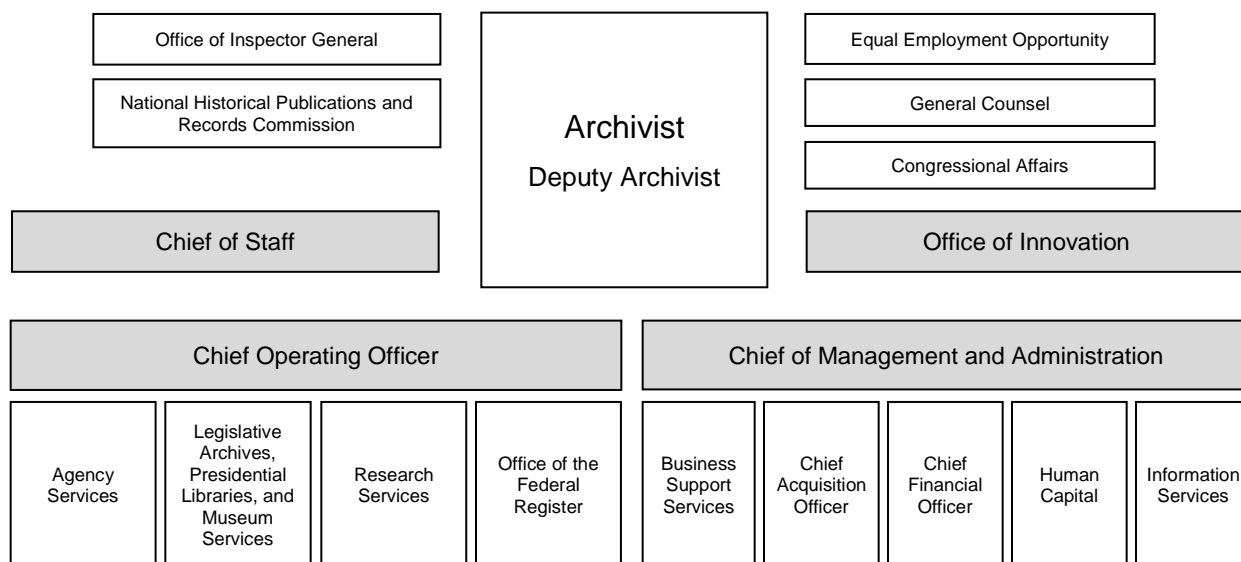 Office of Inspector General
National Historical Publications and
Records Commission
Archivist
Deputy Archivist
Equal Employment Opportunity
General Counsel
Congressional Affairs
Chief of Staff
Office of Innovation
Chief Operating Officer
Chief of Management and Administration
Agency
Services
Legislative
Archives,
Presidential
Libraries, and
Museum
Services
Research
Services
Office of the
Federal
Register
Business
Support
Services
Chief
Acquisition
Officer
Chief
Financial
Officer
Human
Capital
Information
Services